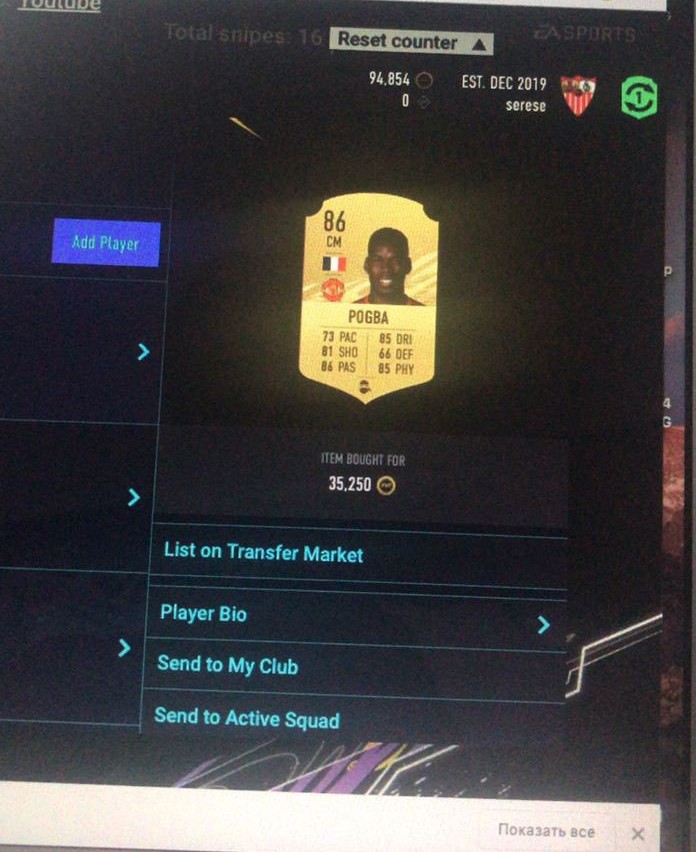 Youtube
Total snipes: 16 Reset counter ▲
EA SPORTS
94,854
EST. DEC 2019
0
serese
1
Add Player
86
CM
POGBA
73 PAC 85 DRI
81 SHO 66 DEF
86 PAS 85 PHY
ITEM BOUGHT FOR
35,250
List on Transfer Market
Player Bio
Send to My Club
Send to Active Squad
P
4
G
Показать все